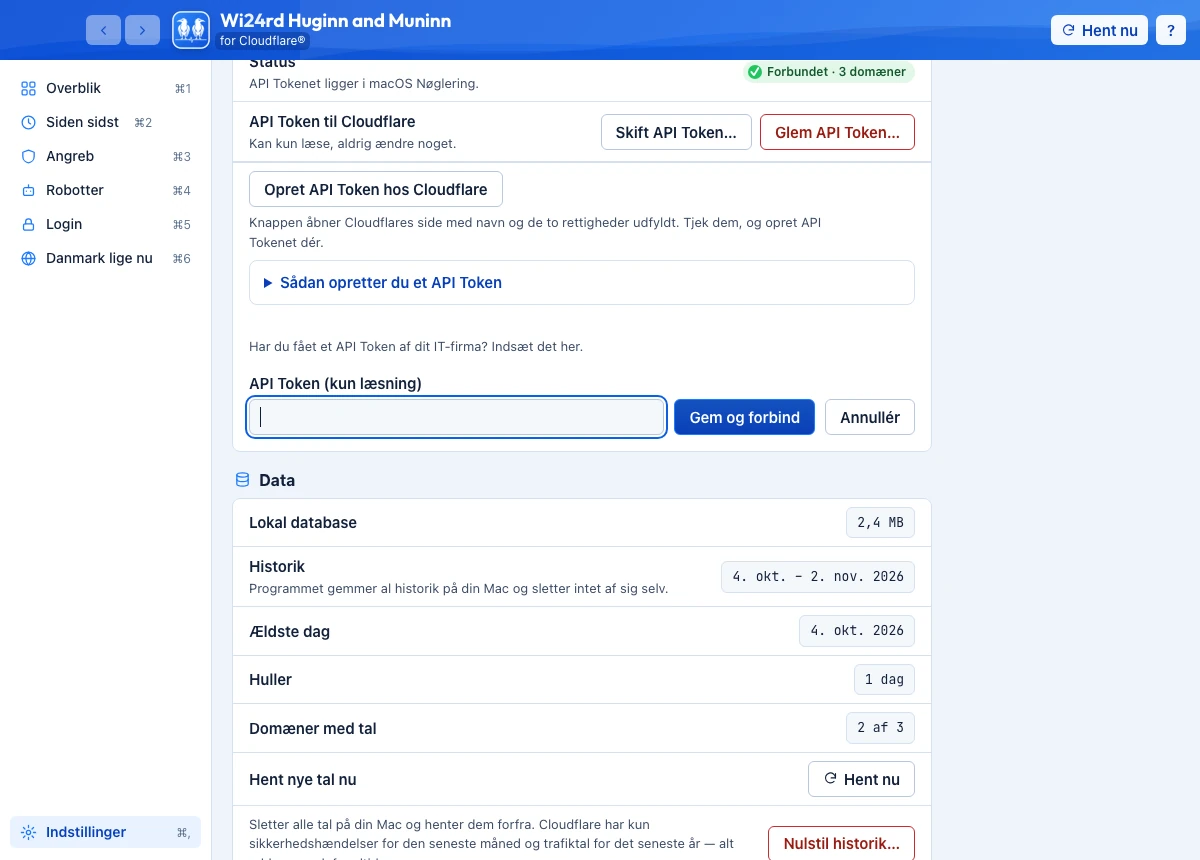 Wi24rd Huginn and Muninn
for Cloudflare®
Hent nu
?
Overblik ⌘1
Siden sidst ⌘2
Angreb ⌘3
Robotter ⌘4
Login ⌘5
Danmark lige nu ⌘6
Indstillinger ⌘,
Status
API Tokenet ligger i macOS Nøglering.
Forbundet · 3 domæner
API Token til Cloudflare
Kan kun læse, aldrig ændre noget.
Skift API Token...
Glem API Token...
Opret API Token hos Cloudflare
Knappen åbner Cloudflares side med navn og de to rettigheder udfyldt. Tjek dem, og opret API
Tokenet dér.
Sådan opretter du et API Token
Har du fået et API Token af dit IT-firma? Indsæt det her.
API Token (kun læsning)
Gem og forbind
Annullér
Data
Lokal database
2,4 MB
Historik
Programmet gemmer al historik på din Mac og sletter intet af sig selv.
4. okt. – 2. nov. 2026
Ældste dag
4. okt. 2026
Huller
1 dag
Domæner med tal
2 af 3
Hent nye tal nu
Hent nu
Sletter alle tal på din Mac og henter dem forfra. Cloudflare har kun
sikkerhedshændelser for den seneste måned og trafiktal for det seneste år — alt
Nulstil historik...